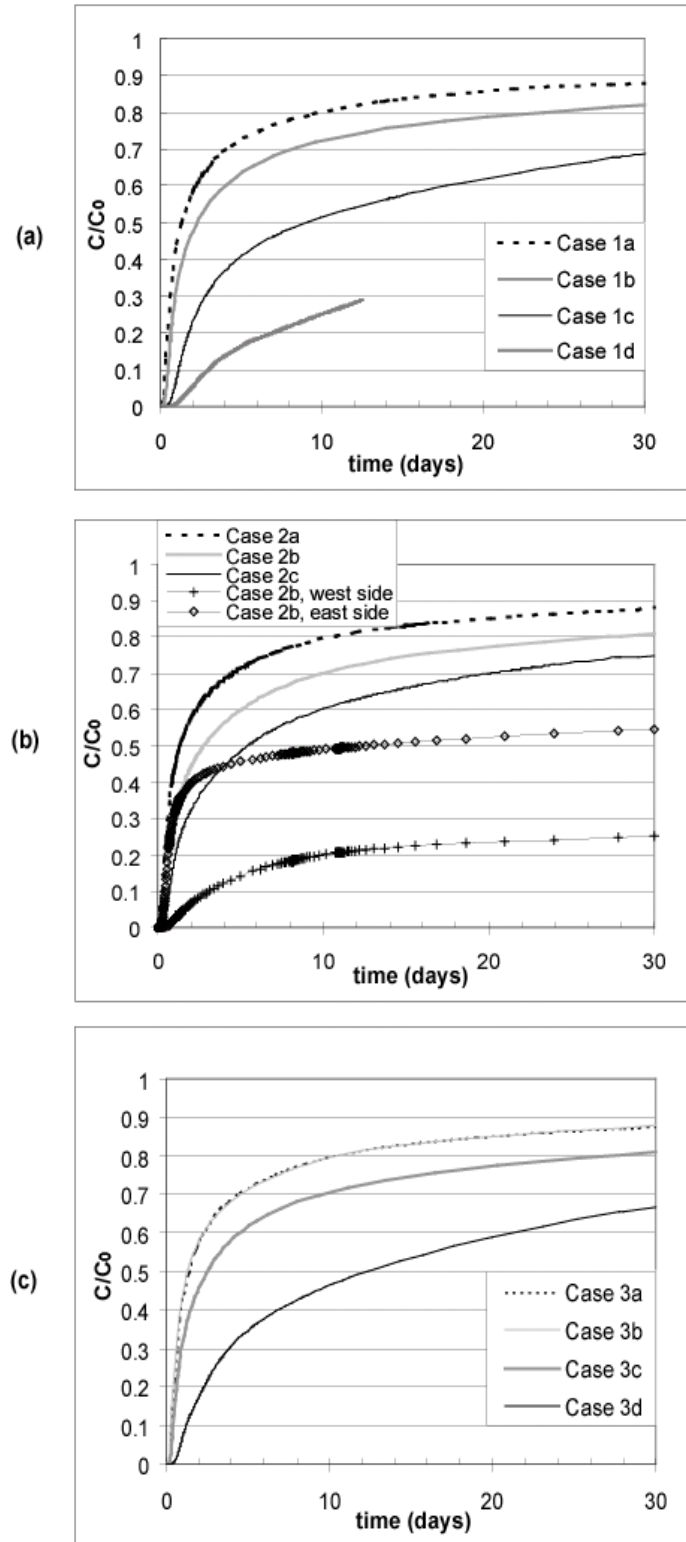 (a)
C/Co
1
0.9
0.8
0.7
0.6
0.5
0.4
0.3
0.2
0.1
0
0 10 20 30
time (days)
Case 1a
Case 1b
Case 1c
Case 1d
(b)
Case 2a
Case 2b
Case 2c
Case 2b, west side
Case 2b, east side
C/Co
1
0.9
0.8
0.7
0.6
0.5
0.4
0.3
0.2
0.1
0
0 10 20 30
time (days)
(c)
C/Co
1
0.9
0.8
0.7
0.6
0.5
0.4
0.3
0.2
0.1
0
0 10 20 30
time (days)
Case 3a
Case 3b
Case 3c
Case 3d